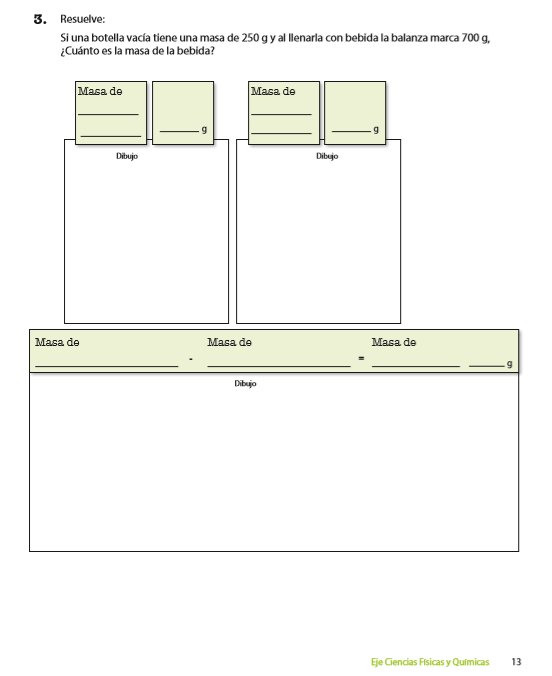 3. Resuelve:
Si una botella vacía tiene una masa de 250 g y al llenarla con bebida la balanza marca 700 g,
¿Cuánto es la masa de la bebida?
Masa de
g
Masa de
g
Dibujo
Dibujo
Masa de - Masa de = Masa de g
Dibujo
Eje Ciencias Físicas y Químicas 13